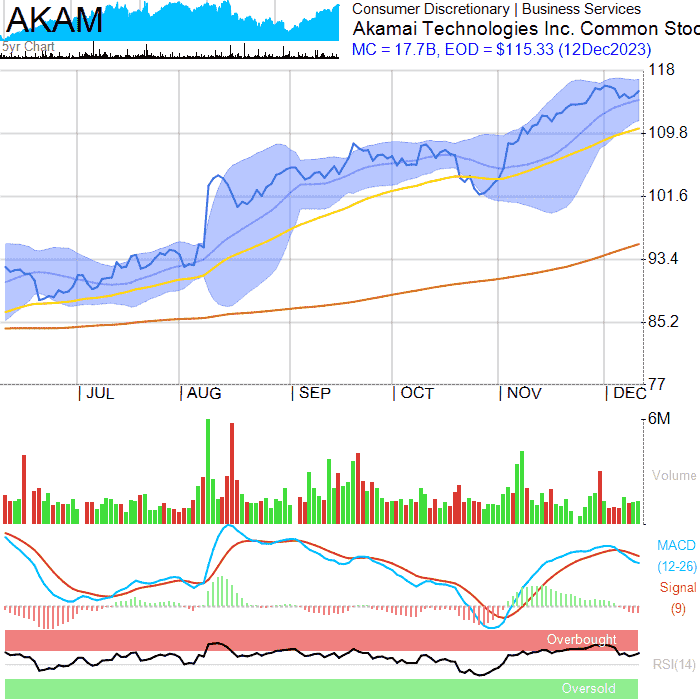 AKAM
5yr Chart
Consumer Discretionary | Business Services
Akamai Technologies Inc. Common Stoc
MC = 17.7B, EOD = $115.33 (12Dec2023)
118
109.8
101.6
93.4
85.2
77
| JUL | AUG | SEP | OCT | NOV | DEC
6M
Volume
MACD
(12-26)
Signal
(9)
Overbought
RSI(14)
Oversold